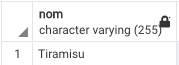 nom
character varying (255)
1 Tiramisu